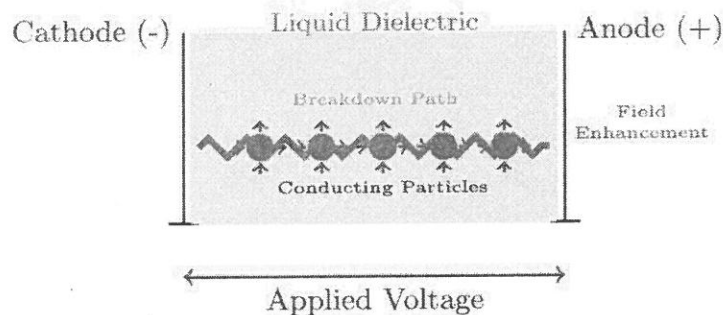 Liquid Dielectric
Cathode (-)
Anode (+)
Breakdown Path
Field
Enhancement
Conducting Particles
Applied Voltage